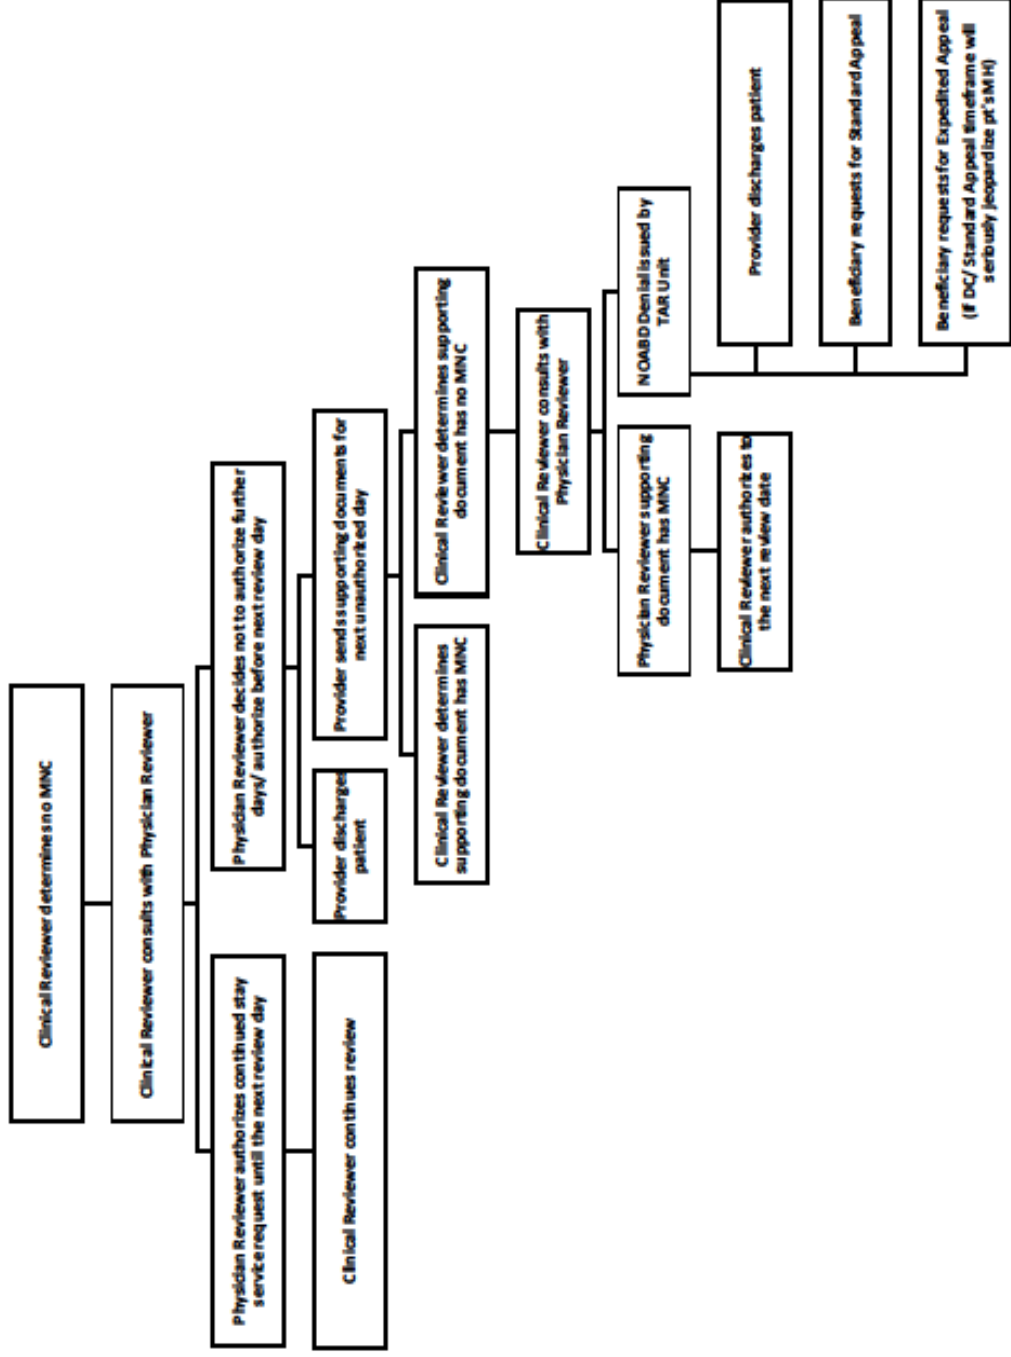 Clinical Reviewer determines no MNC
Clinical Reviewer consults with Physician Reviewer
Physician Reviewer authorizes continued stay
service request until the next review day
Physician Reviewer decides not to authorize further
days/ authorize before next review day
Clinical Reviewer continues review
Provider discharges
patient
Provider sends supporting documents for
next unauthorized day
Clinical Reviewer determines
supporting document has MNC
Clinical Reviewer determines supporting
document has no MNC
Clinical Reviewer consults with
Physician Reviewer
Physician Reviewer supporting
document has MNC
NOABD Denial issued by
TAR Unit
Clinical Reviewer authorizes to
the next review date
Provider discharges patient
Beneficiary requests for Standard Appeal
Beneficiary requests for Expedited Appeal
(If DC/ Standard Appeal timeframe will
seriously jeopardize pt's MH)